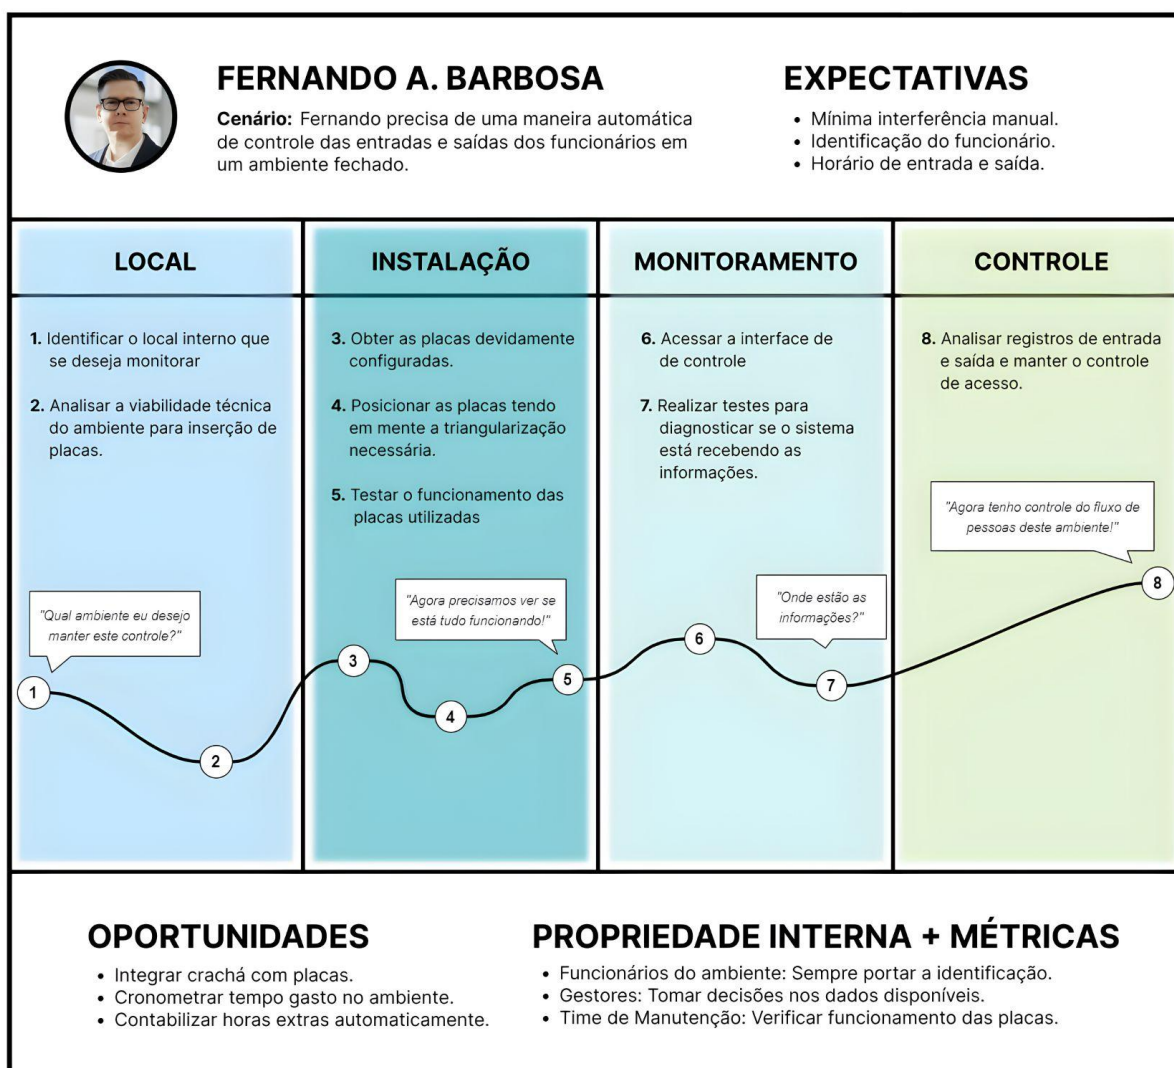 FERNANDO A. BARBOSA
Cenário: Fernando precisa de uma maneira automática
de controle das entradas e saídas dos funcionários em
um ambiente fechado.
EXPECTATIVAS
• Mínima interferência manual.
• Identificação do funcionário.
• Horário de entrada e saída.
LOCAL
1. Identificar o local interno que
se deseja monitorar
2. Analisar a viabilidade técnica
do ambiente para inserção de
placas.
"Qual ambiente eu desejo
manter este controle?"
1
2
INSTALAÇÃO
3. Obter as placas devidamente
configuradas.
4. Posicionar as placas tendo
em mente a triangularização
necessária.
5. Testar o funcionamento das
placas utilizadas
"Agora precisamos ver se
está tudo funcionando!"
3
4
5
MONITORAMENTO
6. Acessar a interface de
de controle
7. Realizar testes para
diagnosticar se o sistema
está recebendo as
informações.
"Onde estão as
informações?"
6
7
CONTROLE
8. Analisar registros de entrada
e saída e manter o controle
de acesso.
"Agora tenho controle do fluxo de
pessoas deste ambiente!"
8
OPORTUNIDADES
• Integrar crachá com placas.
• Cronometrar tempo gasto no ambiente.
• Contabilizar horas extras automaticamente.
PROPRIEDADE INTERNA + MÉTRICAS
• Funcionários do ambiente: Sempre portar a identificação.
• Gestores: Tomar decisões nos dados disponíveis.
• Time de Manutenção: Verificar funcionamento das placas.